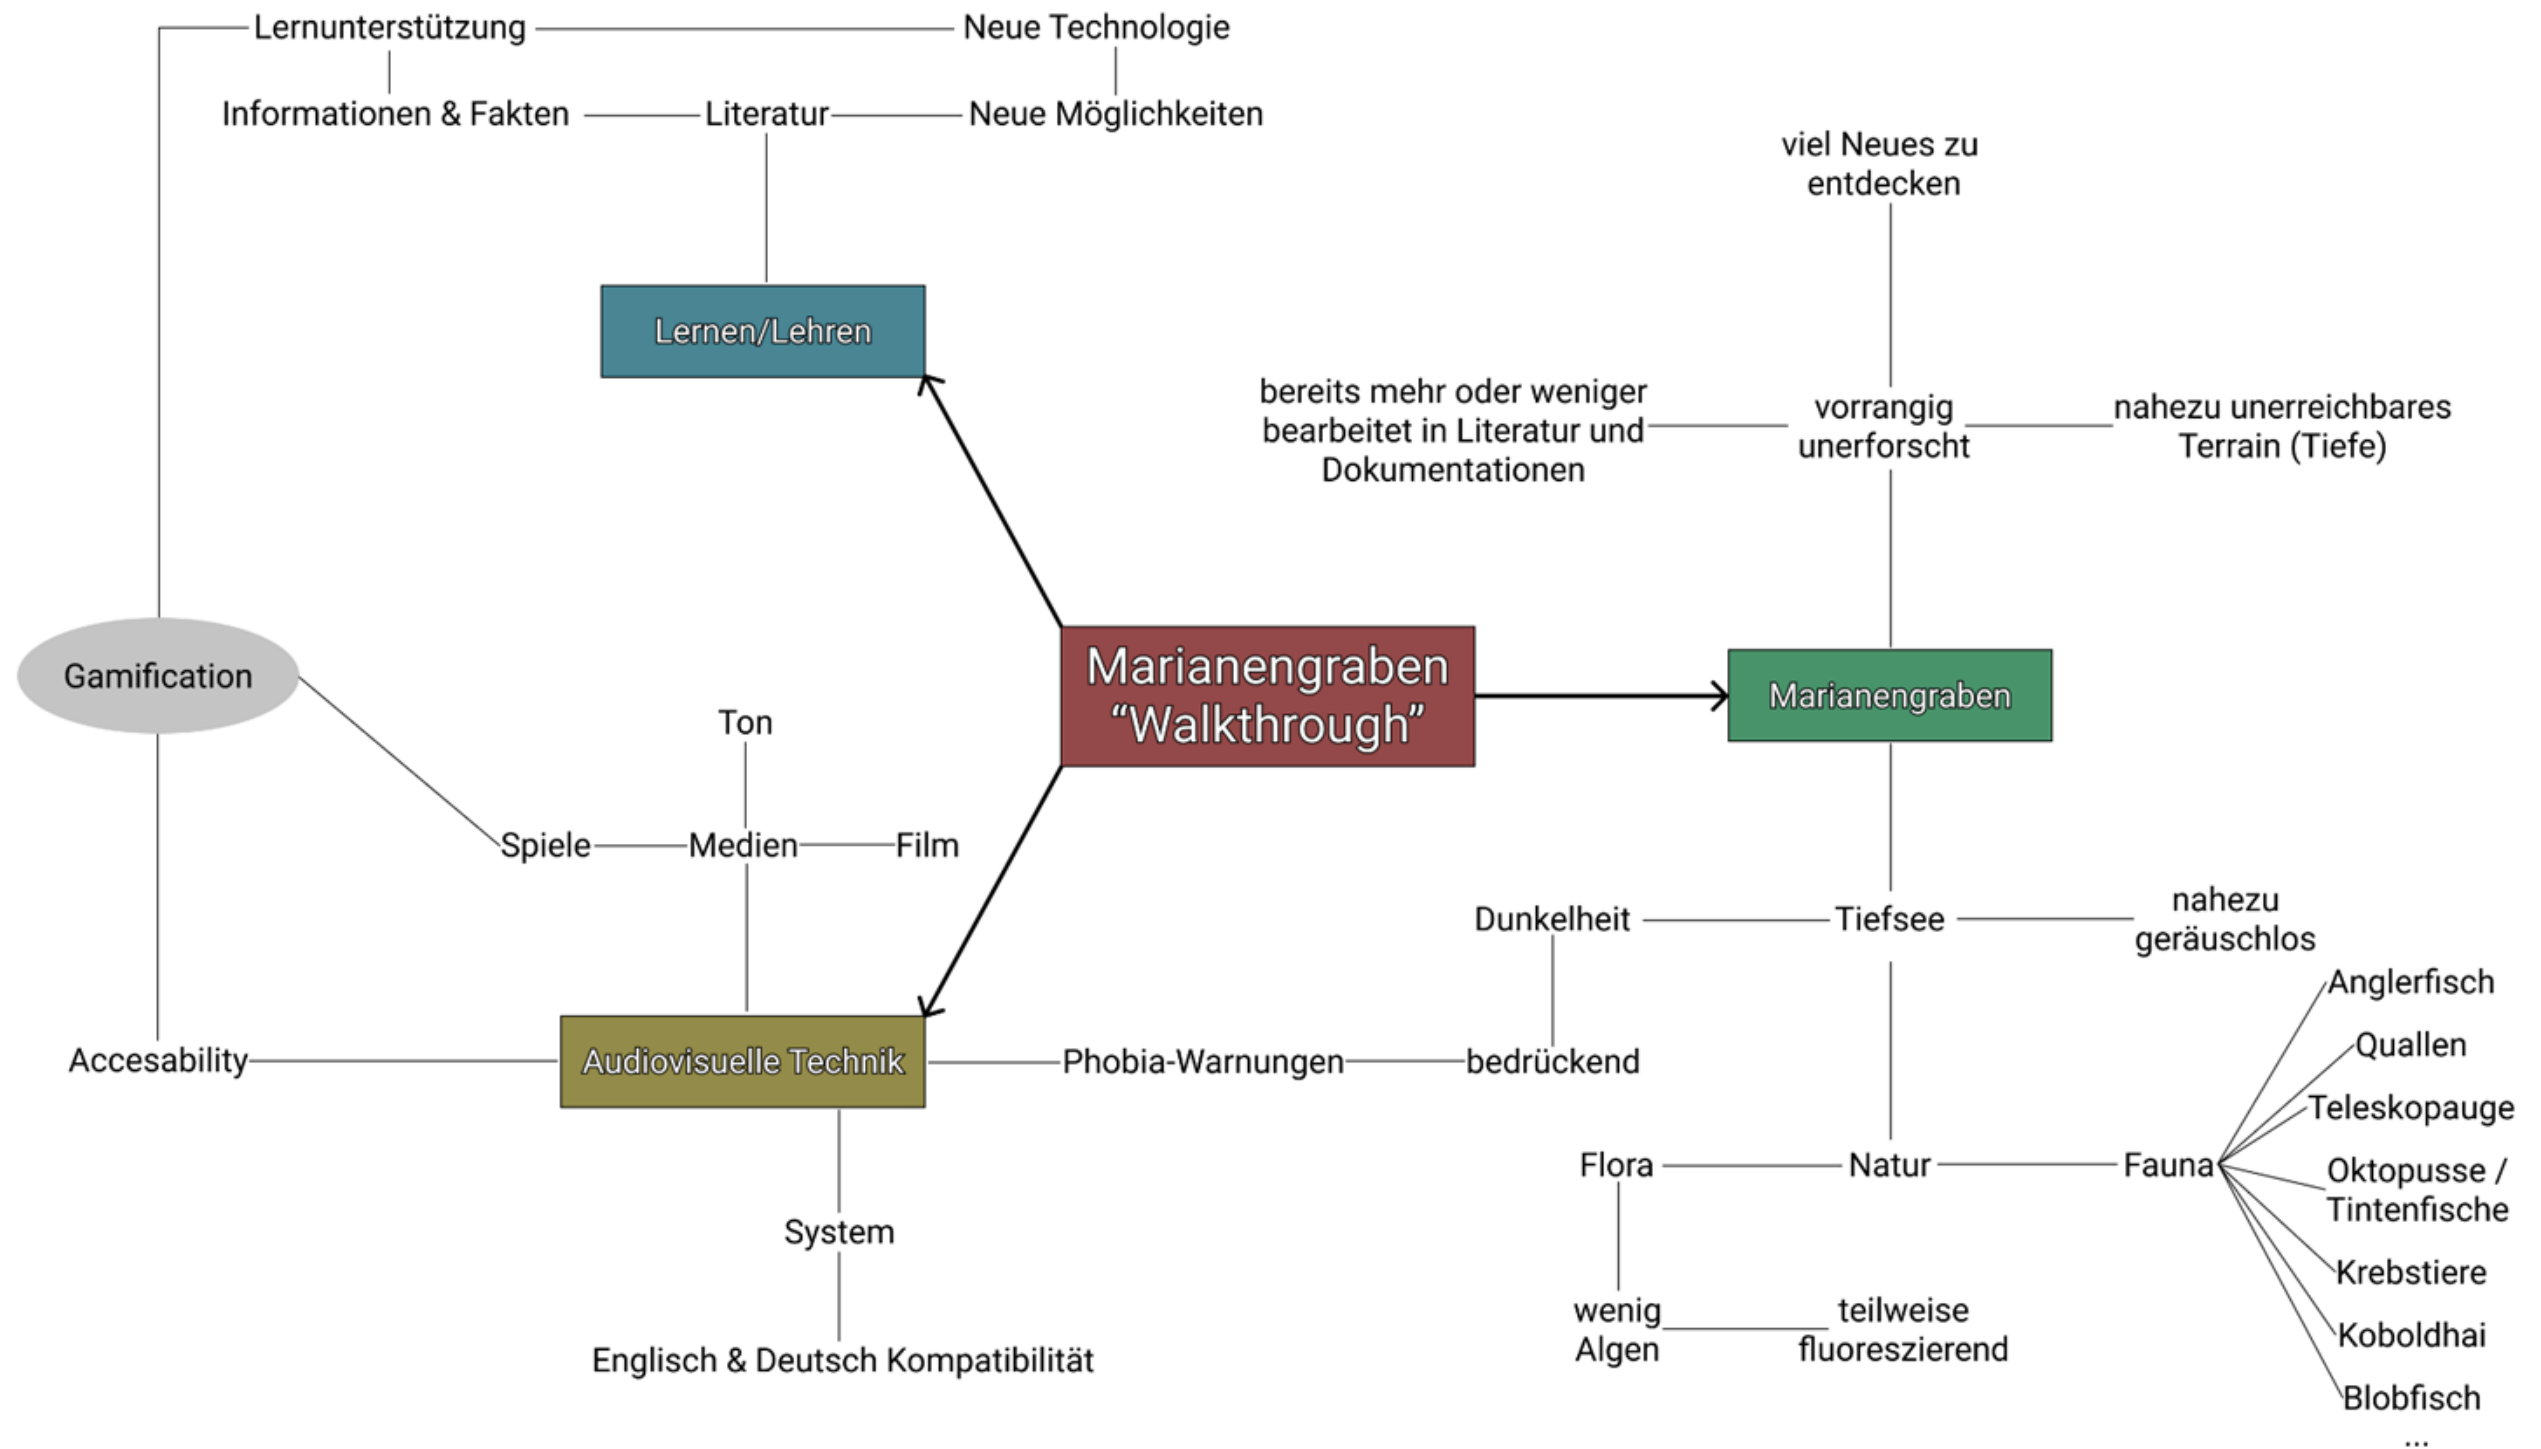 Lernunterstützung
Neue Technologie
Informationen & Fakten
Literatur
Neue Möglichkeiten
viel Neues zu
entdecken
Lernen/Lehren
bereits mehr oder weniger
bearbeitet in Literatur und
Dokumentationen
vorrangig
unerforscht
nahezu unerreichbares
Terrain (Tiefe)
Gamification
Marianengraben
“Walkthrough”
Marianengraben
Ton
Spiele
Medien
Film
Dunkelheit
Tiefsee
nahezu
geräuschlos
Accesability
Audiovisuelle Technik
Phobia-Warnungen
bedrückend
Anglerfisch
Quallen
Teleskopauge
Oktopusse /
Tintenfische
Krebstiere
Koboldhai
Blobfisch
...
Flora
Natur
Fauna
System
wenig
Algen
teilweise
fluoreszierend
Englisch & Deutsch Kompatibilität